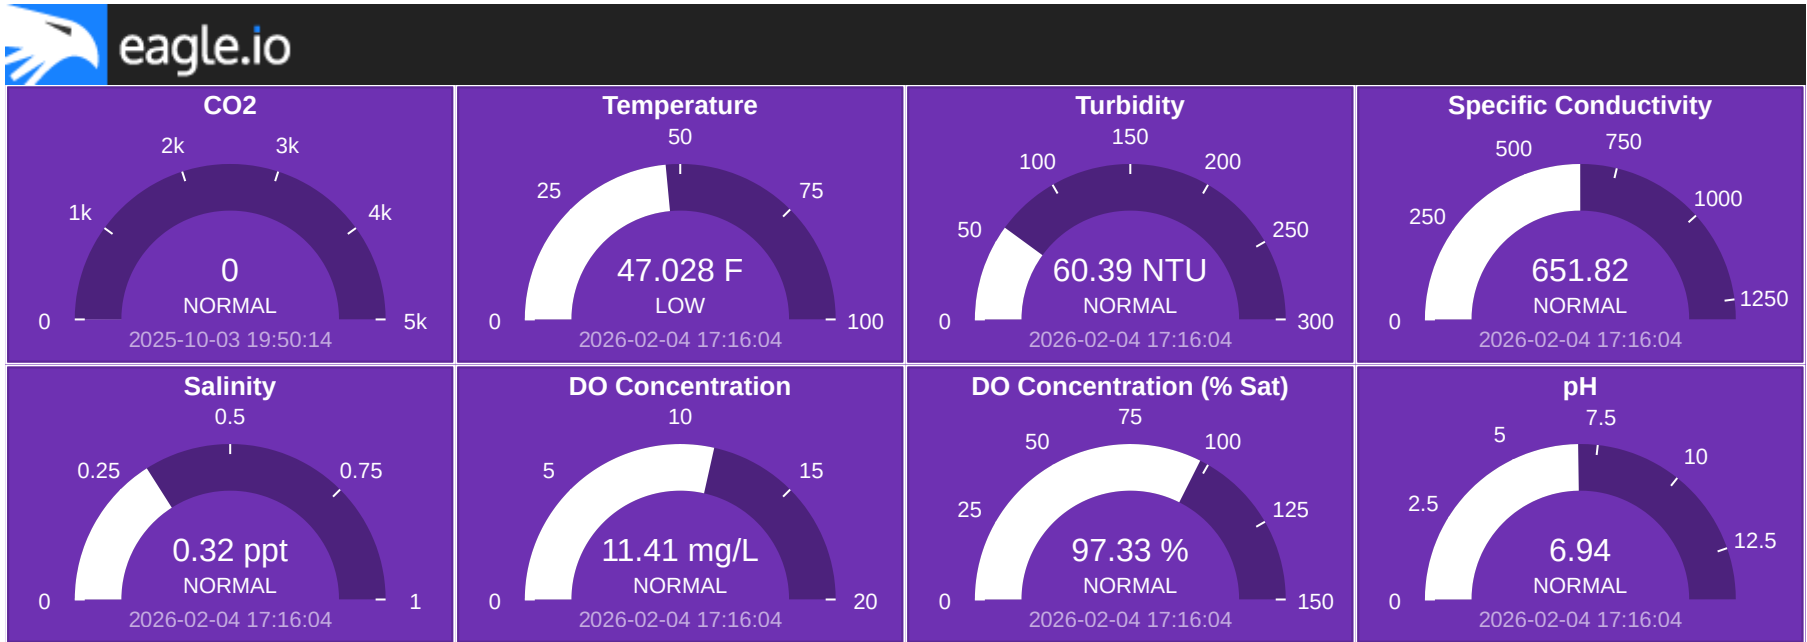 eagle.io
CO2
0
1k
2k
3k
4k
5k
0
NORMAL
2025-10-03 19:50:14
Temperature
0
25
50
75
100
47.028 F
LOW
2026-02-04 17:16:04
Turbidity
0
50
100
150
200
250
300
60.39 NTU
NORMAL
2026-02-04 17:16:04
Specific Conductivity
0
250
500
750
1000
1250
651.82
NORMAL
2026-02-04 17:16:04
Salinity
0
0.25
0.5
0.75
1
0.32 ppt
NORMAL
2026-02-04 17:16:04
DO Concentration
0
5
10
15
20
11.41 mg/L
NORMAL
2026-02-04 17:16:04
DO Concentration (% Sat)
0
25
50
75
100
125
150
97.33 %
NORMAL
2026-02-04 17:16:04
pH
0
2.5
5
7.5
10
12.5
6.94
NORMAL
2026-02-04 17:16:04